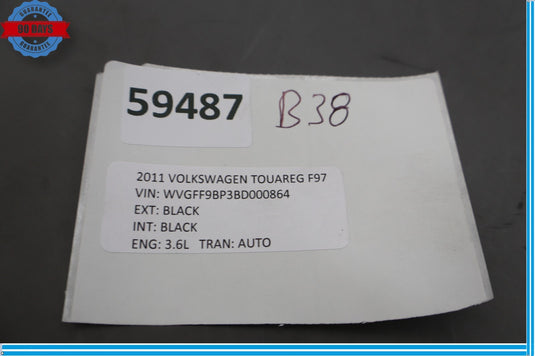 GUARANTEE
90 DAYS
GUARANTEE
59487 B38
2011 VOLKSWAGEN TOUAREG F97
VIN: WVGFF9BP3BD000864
EXT: BLACK
INT: BLACK
ENG: 3.6L TRAN: AUTO